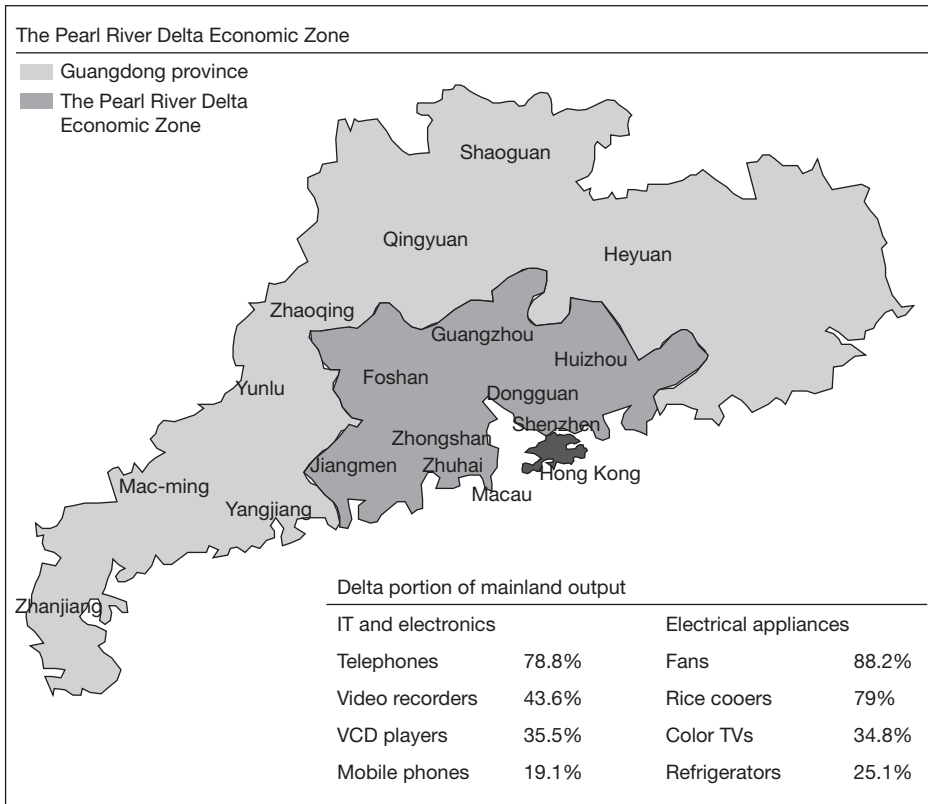 The Pearl River Delta Economic Zone
Guangdong province
The Pearl River Delta
Economic Zone
Shaoguan
Qingyuan
Heyuan
Zhaoqing
Guangzhou
Huizhou
Foshan
Yunlu
Dongguan
Shenzhen
Zhongshan
Jiangmen
Zhuhai
Hong Kong
Mac-ming
Macau
Yangjiang
Zhanjiang
Delta portion of mainland output
IT and electronics Electrical appliances
Telephones 78.8% Fans 88.2%
Video recorders 43.6% Rice cooers 79%
VCD players 35.5% Color TVs 34.8%
Mobile phones 19.1% Refrigerators 25.1%